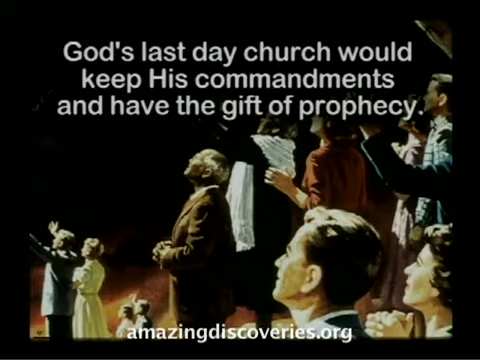 God's last day church would
keep His commandments
and have the gift of prophecy.
amazingdiscoveries.org